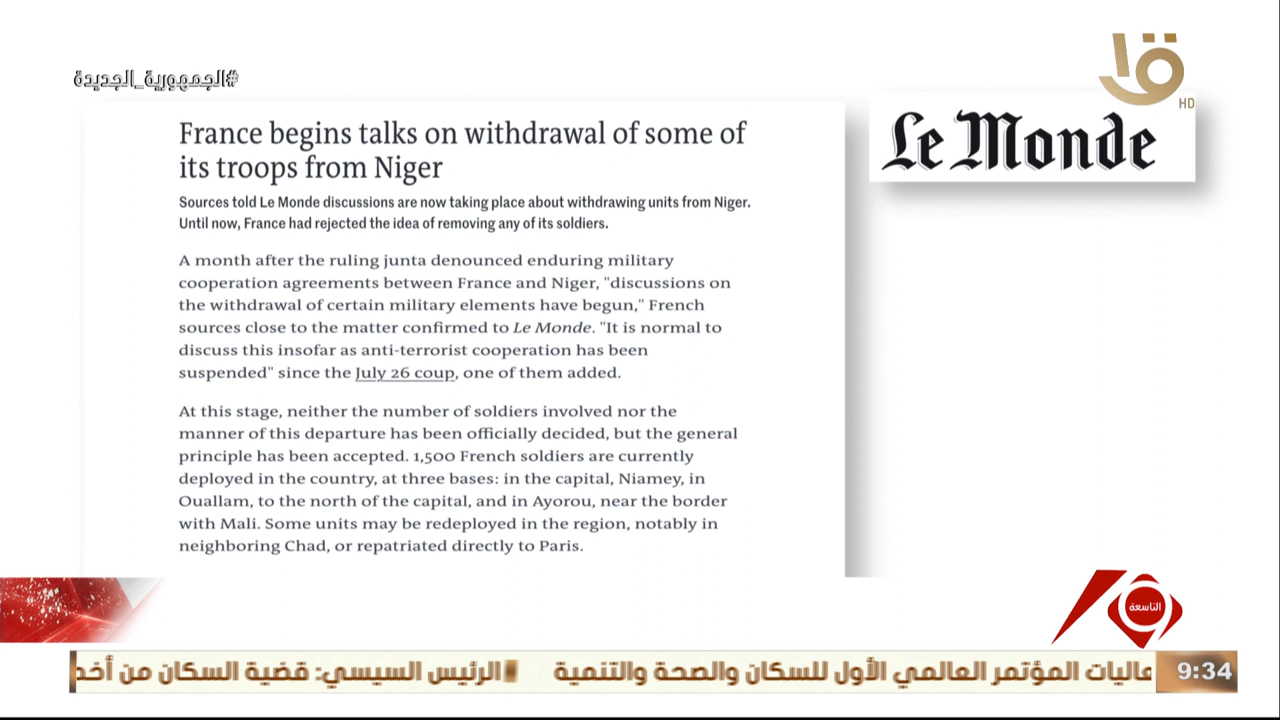 #الجمهورية_الجديدة
HD
Le Monde
France begins talks on withdrawal of some of
its troops from Niger
Sources told Le Monde discussions are now taking place about withdrawing units from Niger.
Until now, France had rejected the idea of removing any of its soldiers.
A month after the ruling junta denounced enduring military
cooperation agreements between France and Niger, "discussions on
the withdrawal of certain military elements have begun," French
sources close to the matter confirmed to Le Monde. "It is normal to
discuss this insofar as anti-terrorist cooperation has been
suspended" since the July 26 coup, one of them added.
At this stage, neither the number of soldiers involved nor the
manner of this departure has been officially decided, but the general
principle has been accepted. 1,500 French soldiers are currently
deployed in the country, at three bases: in the capital, Niamey, in
Ouallam, to the north of the capital, and in Ayorou, near the border
with Mali. Some units may be redeployed in the region, notably in
neighboring Chad, or repatriated directly to Paris.
التاسعة
9:34
المؤتمر العالمي الأول للسكان والصحة والتنمية الرئيس السيسي: قضية السكان من